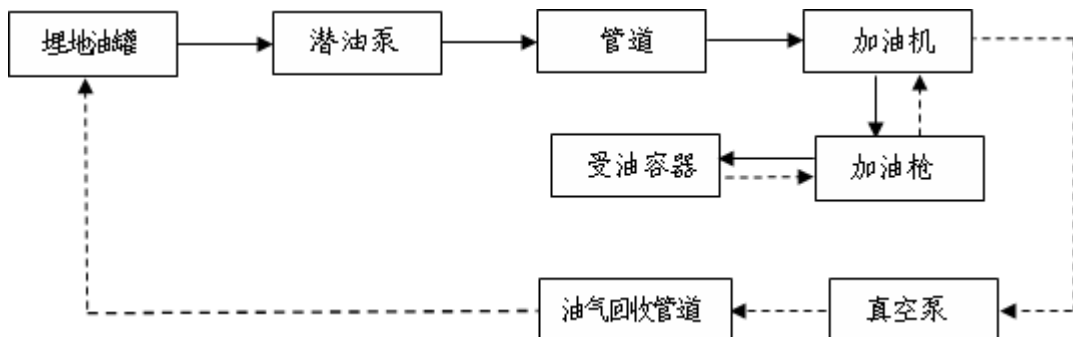 埋地油罐
潜油泵
管道
加油机
受油容器
加油枪
油气回收管道
真空泵